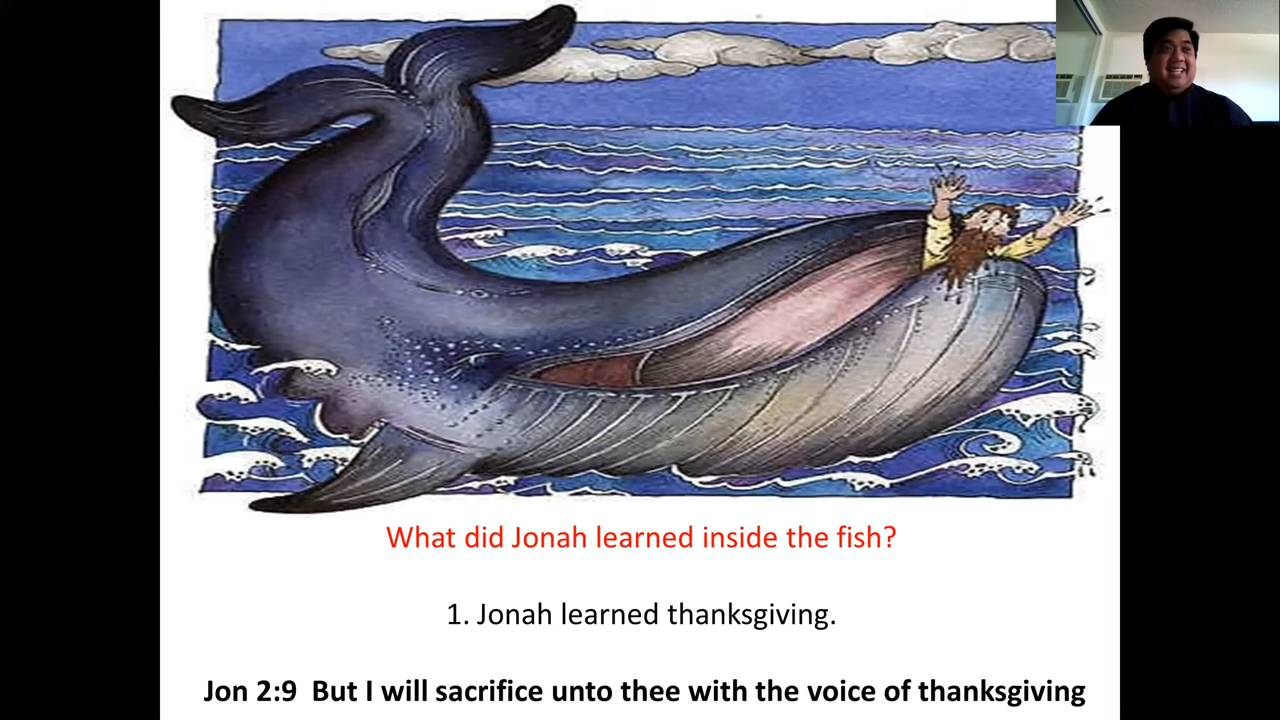 What did Jonah learned inside the fish?
1. Jonah learned thanksgiving.
Jon 2:9  But I will sacrifice unto thee with the voice of thanksgiving